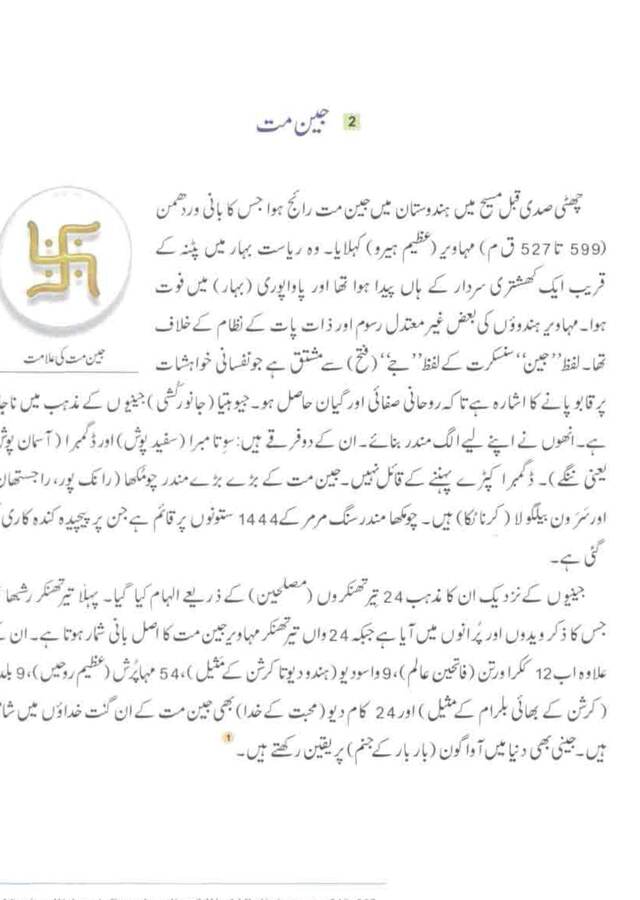 2 جین مت
چھٹی صدی قبل مسیح میں ہندوستان میں جین مت رائج ہوا جس کا بانی وردھمن
(599 تا 527 ق م) مہاویر (عظیم ہیرو) کہلایا۔ وہ ریاست بہار میں پٹنہ کے
قریب ایک کھشتری سردار کے ہاں پیدا ہوا تھا اور پاواپوری (بہار) میں فوت
ہوا۔ مہاویر ہندوؤں کی بعض غیر معتدل رسوم اور ذات پات کے نظام کے خلاف
تھا۔ لفظ ’’جین‘‘ سنسکرت کے لفظ ’’جے‘‘ (فتح) سے مشتق ہے جو نفسانی خواہشات
جین مت کی علامت
پر قابو پانے کا اشارہ ہے تاکہ روحانی صفائی اور گیان حاصل ہو۔ جیو ہتیا (جانور کُشی) جینیوں کے مذہب میں
ہے۔ انھوں نے اپنے لیے الگ مندر بنائے۔ ان کے دو فرقے ہیں: سوتا مبرا (سفید پوش) اور ڈگمبرا (آسمان
یعنی ننگے)۔ ڈگمبرا کپڑے پہننے کے قائل نہیں۔ جین مت کے بڑے بڑے مندر چومُکھا (رانک پور، راجستھان
اور سَرَون بیلگولا (کرناٹکا) ہیں۔ چومکھا مندر سنگ مرمر کے 1444 ستونوں پر قائم ہے جن پر پیچیدہ کندہ کاری
گئی ہے۔
جینیوں کے نزدیک ان کا مذہب 24 تیرتھنکروں (مصلحین) کے ذریعے الہام کیا گیا۔ پہلا تیرتھنکر رشبھا
جس کا ذکر ویدوں اور پُرانوں میں آیا ہے جبکہ 24 واں تیرتھنکر مہاویر جین مت کا اصل بانی شمار ہوتا ہے۔ ان
علاوہ اب 12 ککراورتن (فاتحین عالم)، 9 واسودیو (ہندو دیوتا کرشن کے مثیل)، 54 مہاپُرش (عظیم روحیں)، 9
(کرشن کے بھائی بلرام کے مثیل) اور 24 کام دیو (محبت کے خدا) بھی جین مت کے ان گنت خداؤں میں
ہیں۔ جینی بھی دنیا میں آواگون (بار بار کے جنم) پر یقین رکھتے ہیں۔ 1